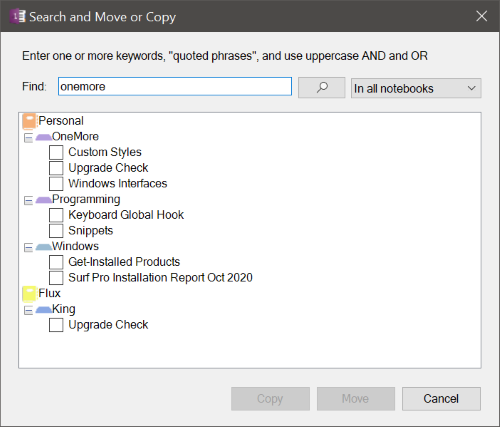 Search and Move or Copy
Enter one or more keywords, "quoted phrases", and use uppercase AND and OR
Find: onemore In all notebooks
Personal
OneMore
Custom Styles
Upgrade Check
Windows Interfaces
Programming
Keyboard Global Hook
Snippets
Windows
Get-Installed Products
Surf Pro Installation Report Oct 2020
Flux
King
Upgrade Check
Copy Move Cancel